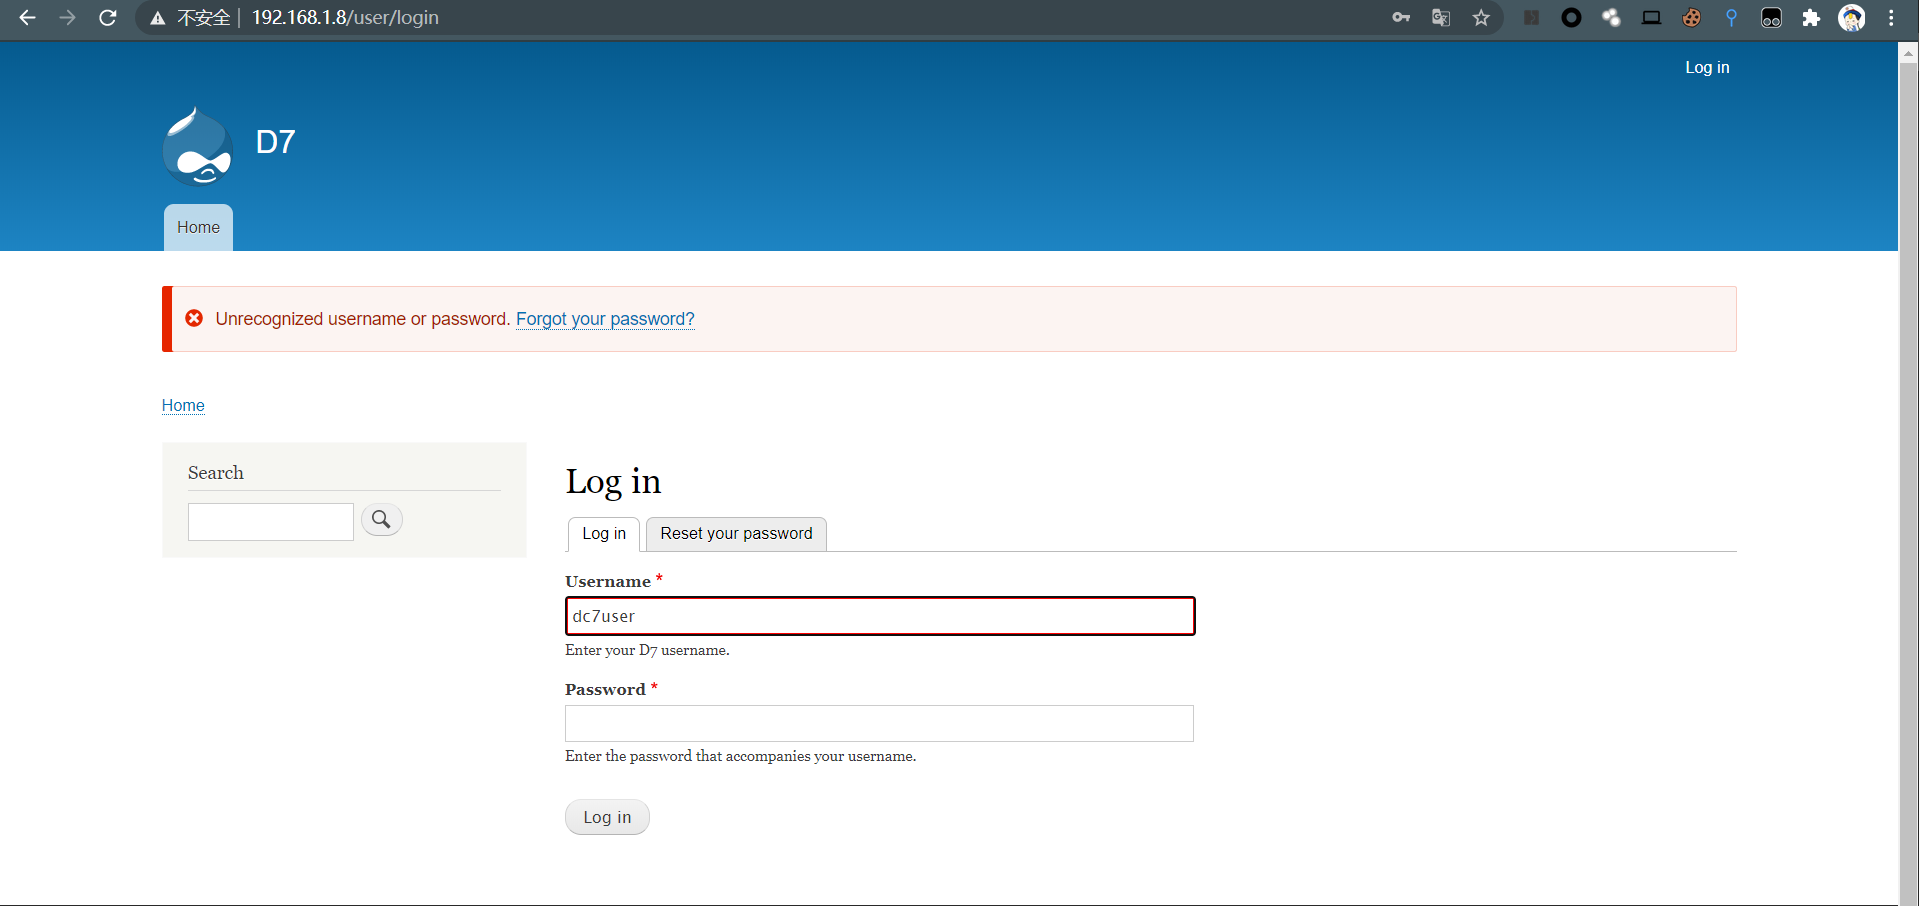 不安全 192.168.1.8/user/login
Log in
D7
Home
Unrecognized username or password. Forgot your password?
Home
Search
Log in
Log in Reset your password
Username *
dc7user
Enter your D7 username.
Password *
Enter the password that accompanies your username.
Log in